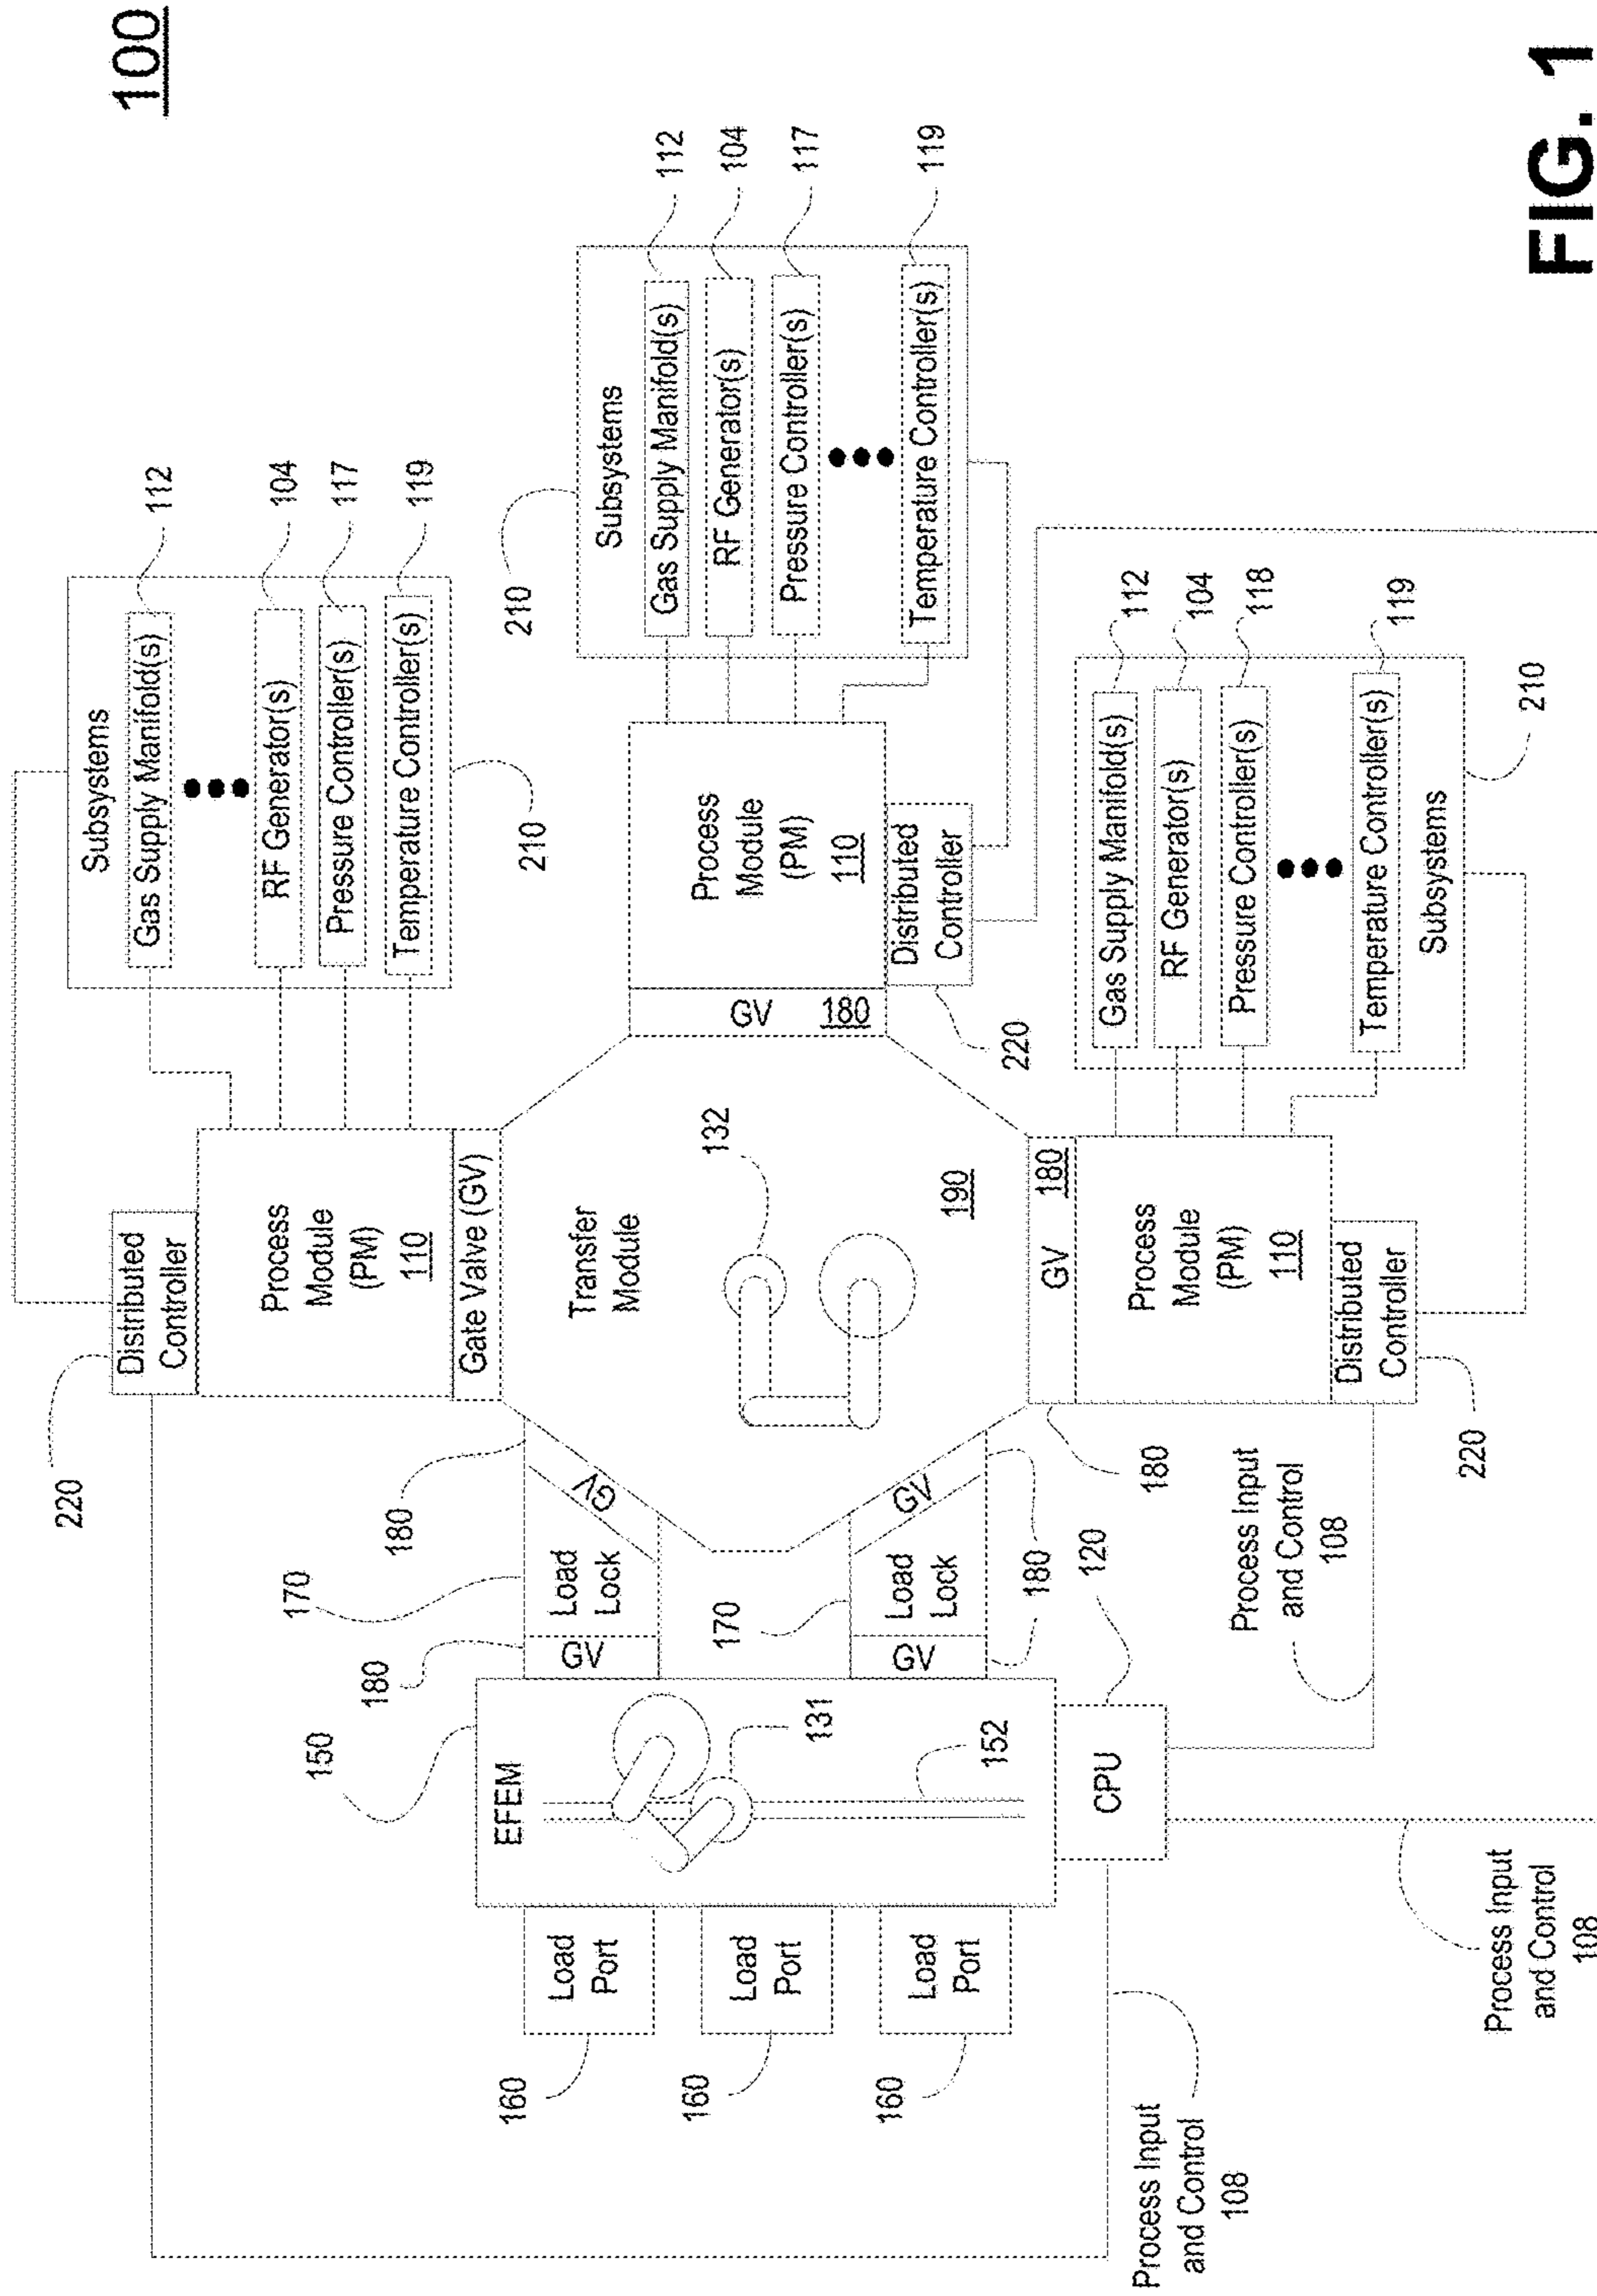 100
220
Distributed
Controller
Process
Module
(PM)
110
Gate Valve (GV)
Subsystems
Gas Supply Manifold(s)
RF Generator(s)
Pressure Controller(s)
Temperature Controller(s)
112
104
117
119
210
Transfer
Module
132
190
GV
180
Process
Module
(PM)
110
Distributed
Controller
220
210
Subsystems
Gas Supply Manifold(s)
RF Generator(s)
Pressure Controller(s)
Temperature Controller(s)
112
104
117
119
160
Load
Port
160
Load
Port
160
Load
Port
150
EFEM
131
152
CPU
120
180
GV
170
Load
Lock
180
GV
GV
180
170
Load
Lock
GV
180
180
GV
180
Process
Module
(PM)
110
Distributed
Controller
220
Gas Supply Manifold(s)
RF Generator(s)
Pressure Controller(s)
Temperature Controller(s)
Subsystems
112
104
118
119
210
Process Input
and Control
108
Process Input
and Control
108
Process Input
and Control
108
FIG. 1